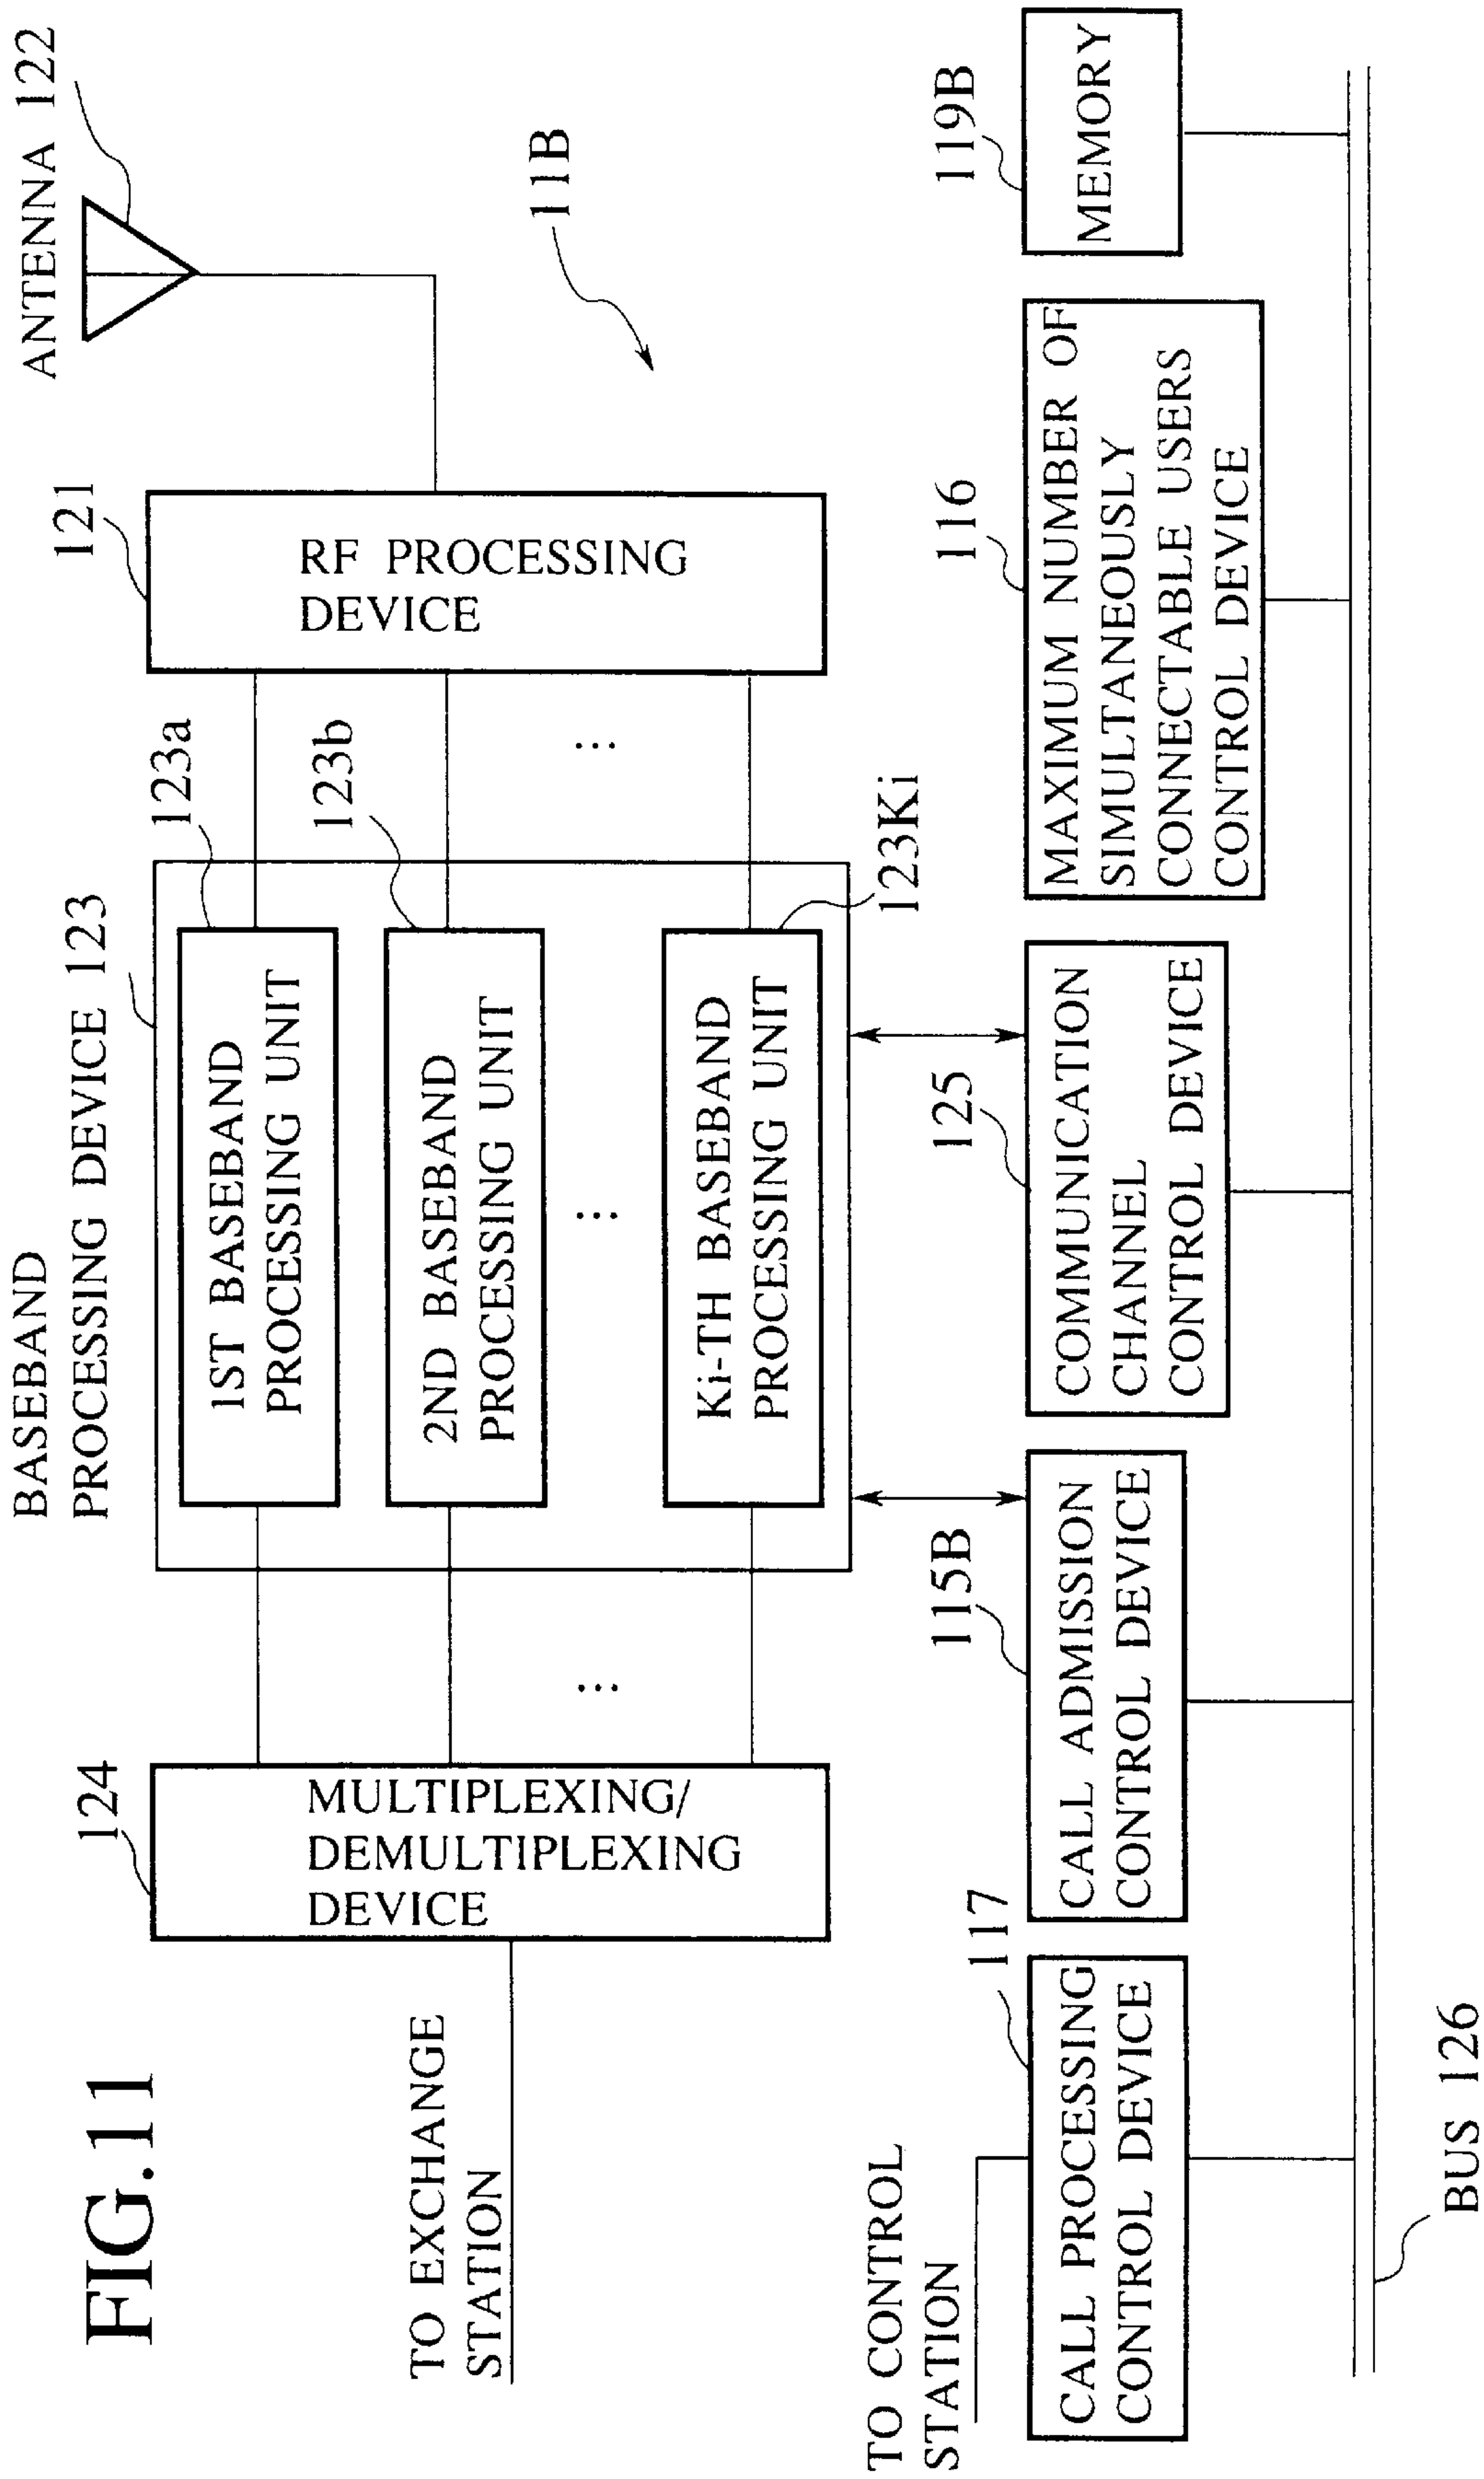 FIG.11
BASEBAND
PROCESSING DEVICE 123
ANTENNA 122
124
121
123a
123b
123Ki
11B
MULTIPLEXING/
DEMULTIPLEXING
DEVICE
...
1ST BASEBAND
PROCESSING UNIT
2ND BASEBAND
PROCESSING UNIT
...
Ki-TH BASEBAND
PROCESSING UNIT
...
RF PROCESSING
DEVICE
TO EXCHANGE
STATION
TO CONTROL
STATION
117
CALL PROCESSING
CONTROL DEVICE
115B
CALL ADMISSION
CONTROL DEVICE
125
COMMUNICATION
CHANNEL
CONTROL DEVICE
116
MAXIMUM NUMBER OF
SIMULTANEOUSLY
CONNECTABLE USERS
CONTROL DEVICE
119B
MEMORY
BUS 126